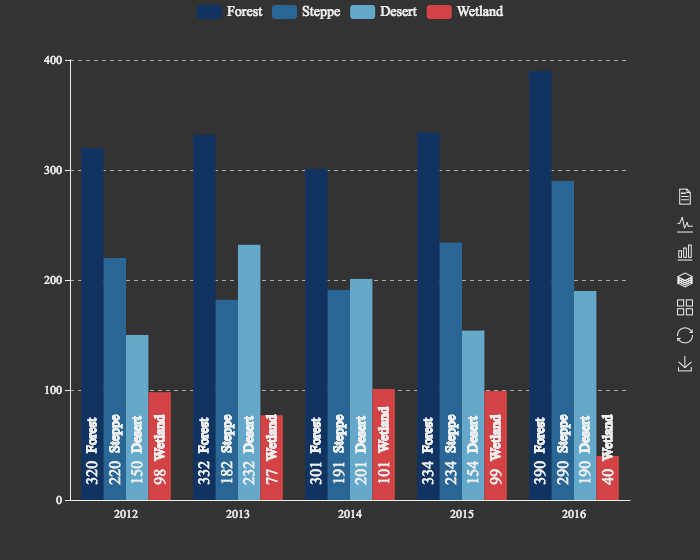 Forest Steppe Desert Wetland
400
300
200
100
0
320 Forest
220 Steppe
150 Desert
98 Wetland
332 Forest
182 Steppe
232 Desert
77 Wetland
301 Forest
191 Steppe
201 Desert
101 Wetland
334 Forest
234 Steppe
154 Desert
99 Wetland
390 Forest
290 Steppe
190 Desert
40 Wetland
2012 2013 2014 2015 2016